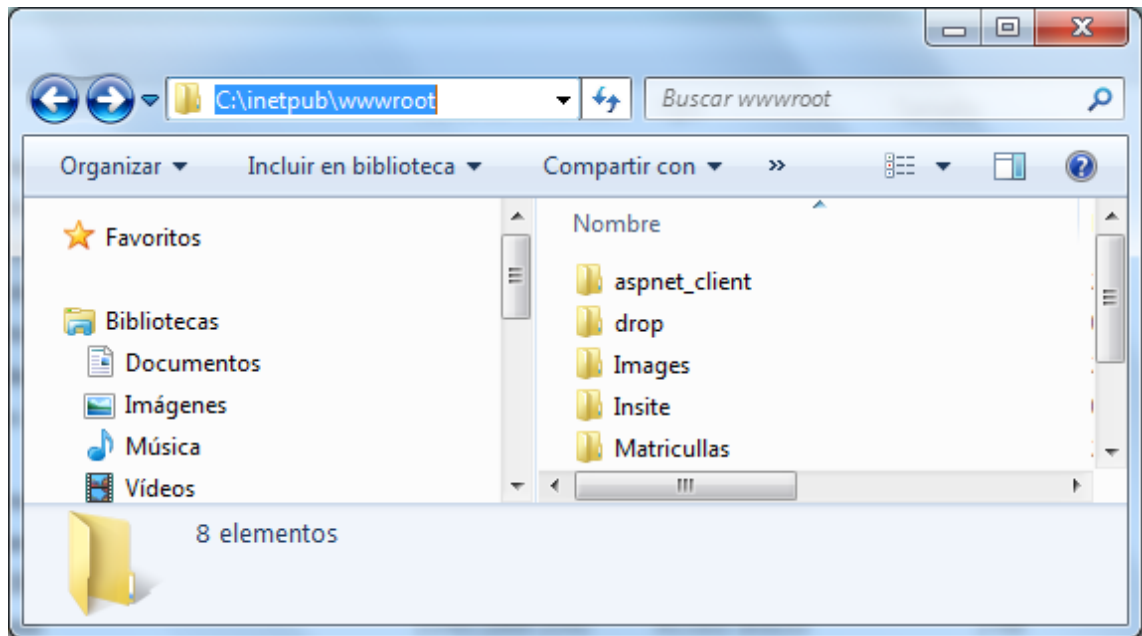 C:\inetpub\wwwroot
Buscar wwwroot
Organizar
Incluir en biblioteca
Compartir con
»
Favoritos
Bibliotecas
Documentos
Imágenes
Música
Vídeos
Nombre
aspnet_client
drop
Images
Insite
Matricullas
8 elementos